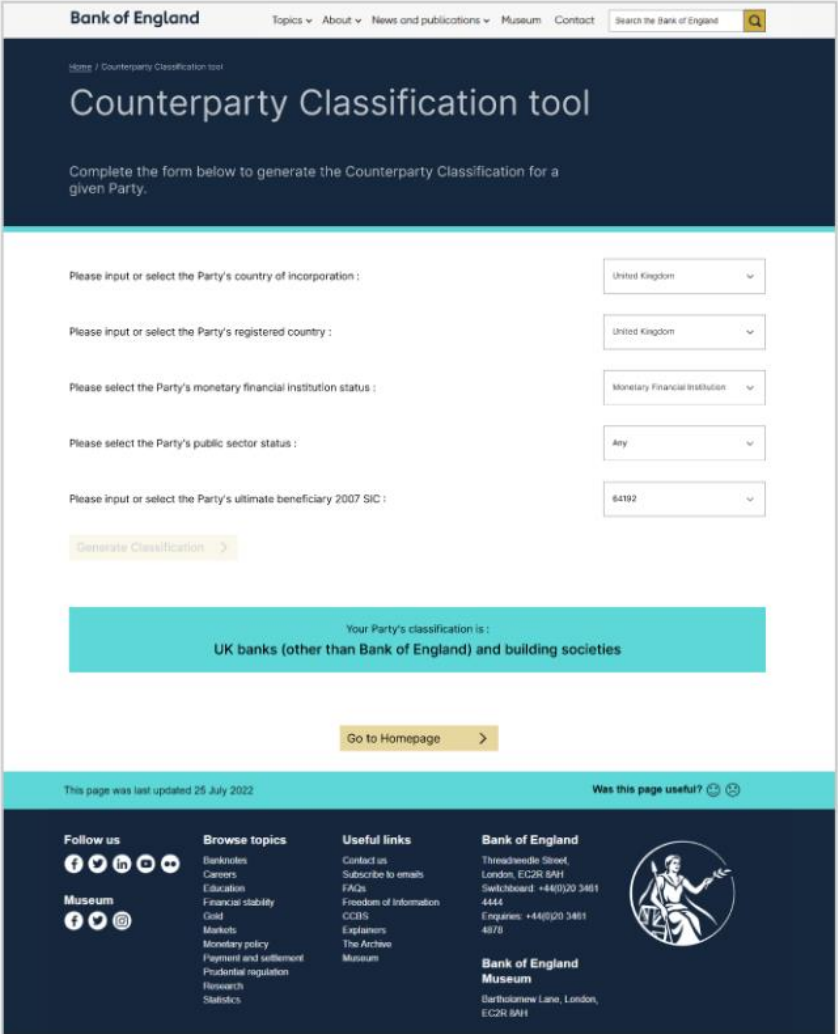 Bank of England
Topics About News and publications Museum Contact Search the Bank of England
Home / Counterparty Classification tool
Counterparty Classification tool
Complete the form below to generate the Counterparty Classification for a
given Party.
Please input or select the Party's country of incorporation : United Kingdom
Please input or select the Party's registered country : United Kingdom
Please select the Party's monetary financial institution status : Monetary Financial Institution
Please select the Party's public sector status : Any
Please input or select the Party's ultimate beneficiary 2007 SIC : 64192
Generate Classification
Your Party's classification is :
UK banks (other than Bank of England) and building societies
Go to Homepage
This page was last updated 25 July 2022 Was this page useful?
Follow us
Museum
Browse topics
Banknotes
Careers
Education
Financial stability
Gold
Markets
Monetary policy
Payment and settlement
Prudential regulation
Research
Statistics
Useful links
Contact us
Subscribe to emails
FAQs
Freedom of Information
CCBS
Explainers
The Archive
Museum
Bank of England
Threadneedle Street,
London, EC2R 8AH
Switchboard: +44(0)20 3461
4444
Enquiries: +44(0)20 3461
4878
Bank of England
Museum
Bartholomew Lane, London,
EC2R 8AH